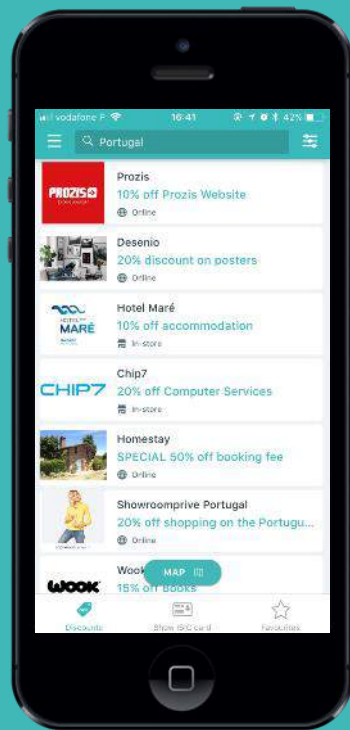 vodafone P
16:41
42%
Portugal
PROZIS
Prozis
10% off Prozis Website
Online
Desenio
20% discount on posters
Online
HOTEL
MARÉ
Hotel Maré
10% off accommodation
In-store
CHIP7
Chip7
20% off Computer Services
In-store
Homestay
SPECIAL 50% off booking fee
Online
Showroomprive Portugal
20% off shopping on the Portugu...
Online
WOOK
Wook
15% off Books
MAP
Discounts
Show ISIC card
Favourites